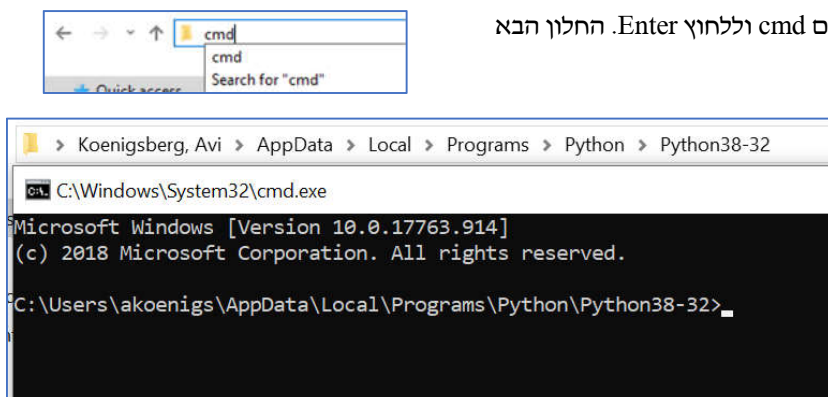 ם cmd וללחוץ Enter. החלון הבא
cmd
cmd
Search for "cmd"
Quick access
> Koenigsberg, Avi > AppData > Local > Programs > Python > Python38-32
C:\Windows\System32\cmd.exe
Microsoft Windows [Version 10.0.17763.914]
(c) 2018 Microsoft Corporation. All rights reserved.
C:\Users\akoenigs\AppData\Local\Programs\Python\Python38-32>